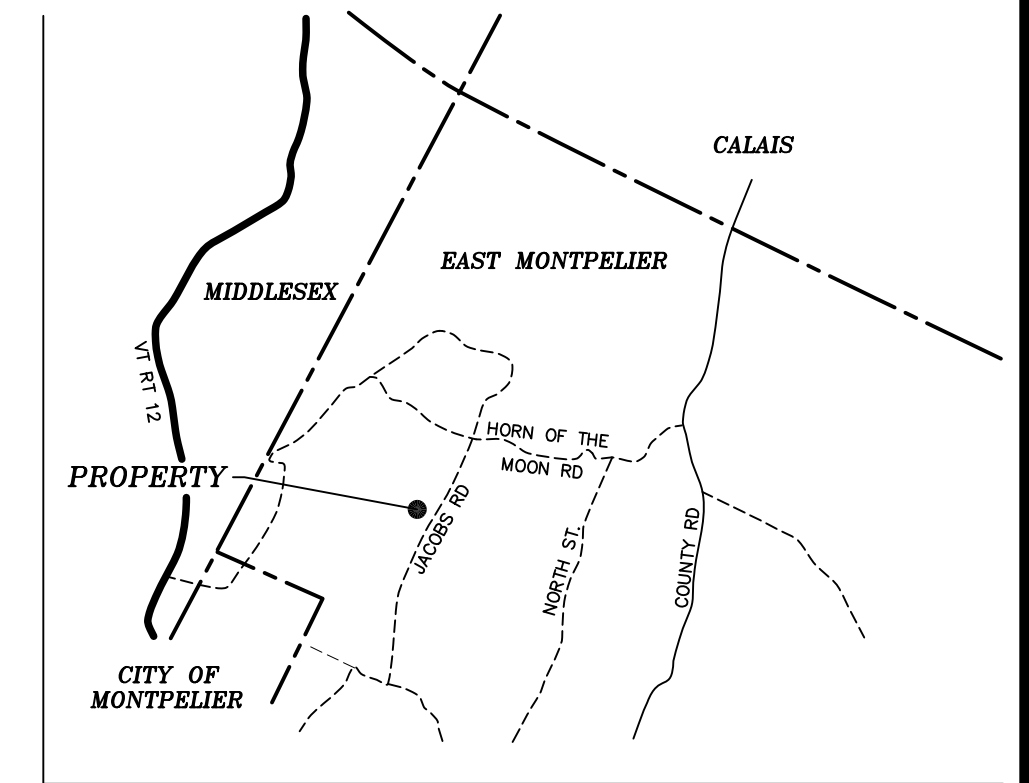 CALAIS
EAST MONTPELIER
MIDDLESEX
VT RT 12
HORN OF THE
MOON RD
PROPERTY
JACOBS RD
NORTH ST.
COUNTY RD
CITY OF
MONTPELIER